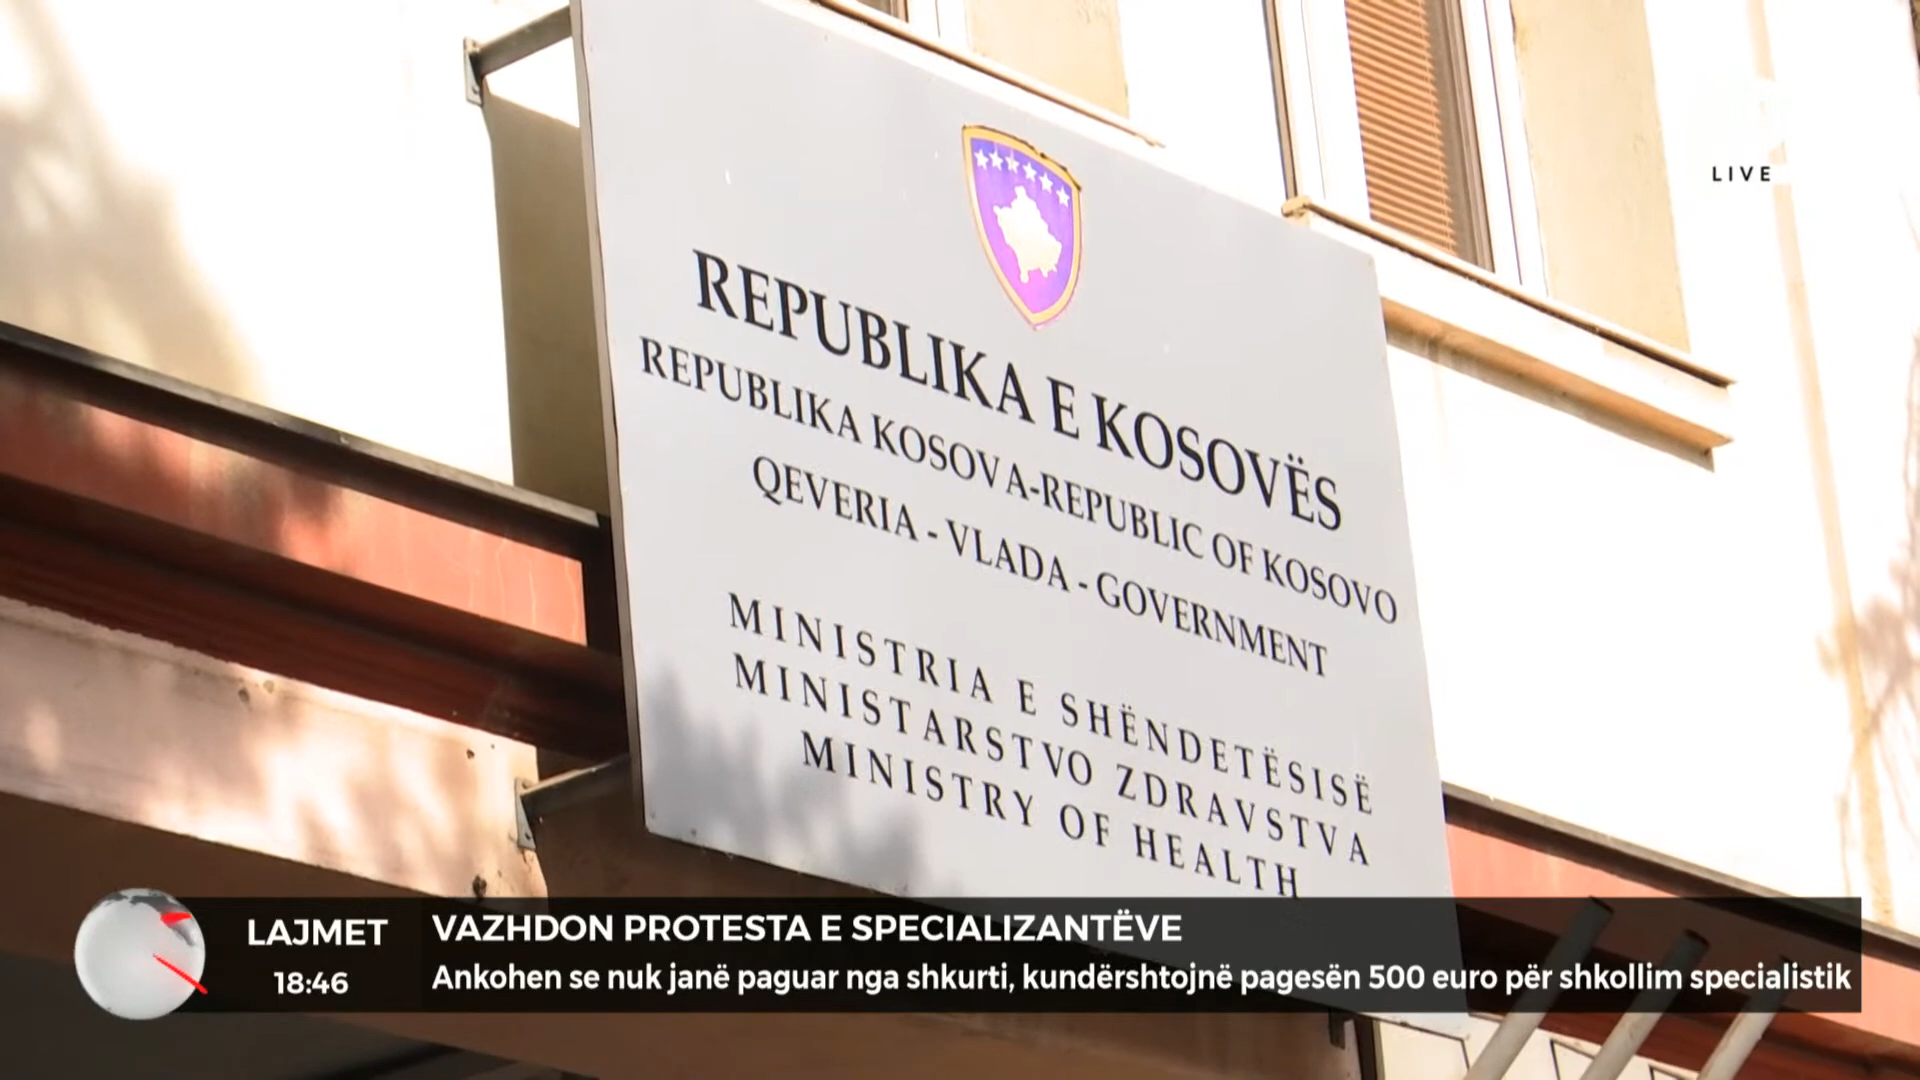 LIVE
REPUBLIKA E KOSOVËS
REPUBLIKA KOSOVA-REPUBLIC OF KOSOVO
QEVERIA - VLADA - GOVERNMENT
MINISTRIA E SHËNDETËSISË
MINISTARSTVO ZDRAVSTVA
MINISTRY OF HEALTH
LAJMET
18:46
VAZHDON PROTESTA E SPECIALIZANTËVE
Ankohen se nuk janë paguar nga shkurti, kundërshtojnë pagesën 500 euro për shkollim specialistik